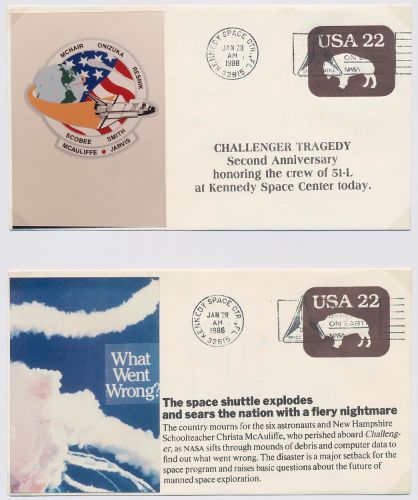 McNAIR ONIZUKA RESNIK
SCOBEE SMITH
McAULIFFE JARVIS
KENNEDY SPACE CTR., FL
JAN 28
AM
1988
32815
USA 22
ON EARTH
NASA
CHALLENGER TRAGEDY
Second Anniversary
honoring the crew of 51-L
at Kennedy Space Center today.
KENNEDY SPACE CTR., FL
JAN 29
AM
1986
32815
USA 22
ON EARTH
What
Went
Wrong?
The space shuttle explodes
and sears the nation with a fiery nightmare
The country mourns for the six astronauts and New Hampshire
Schoolteacher Christa McAuliffe, who perished aboard Challeng-
er, as NASA sifts through mounds of debris and computer data to
find out what went wrong. The disaster is a major setback for the
space program and raises basic questions about the future of
manned space exploration.